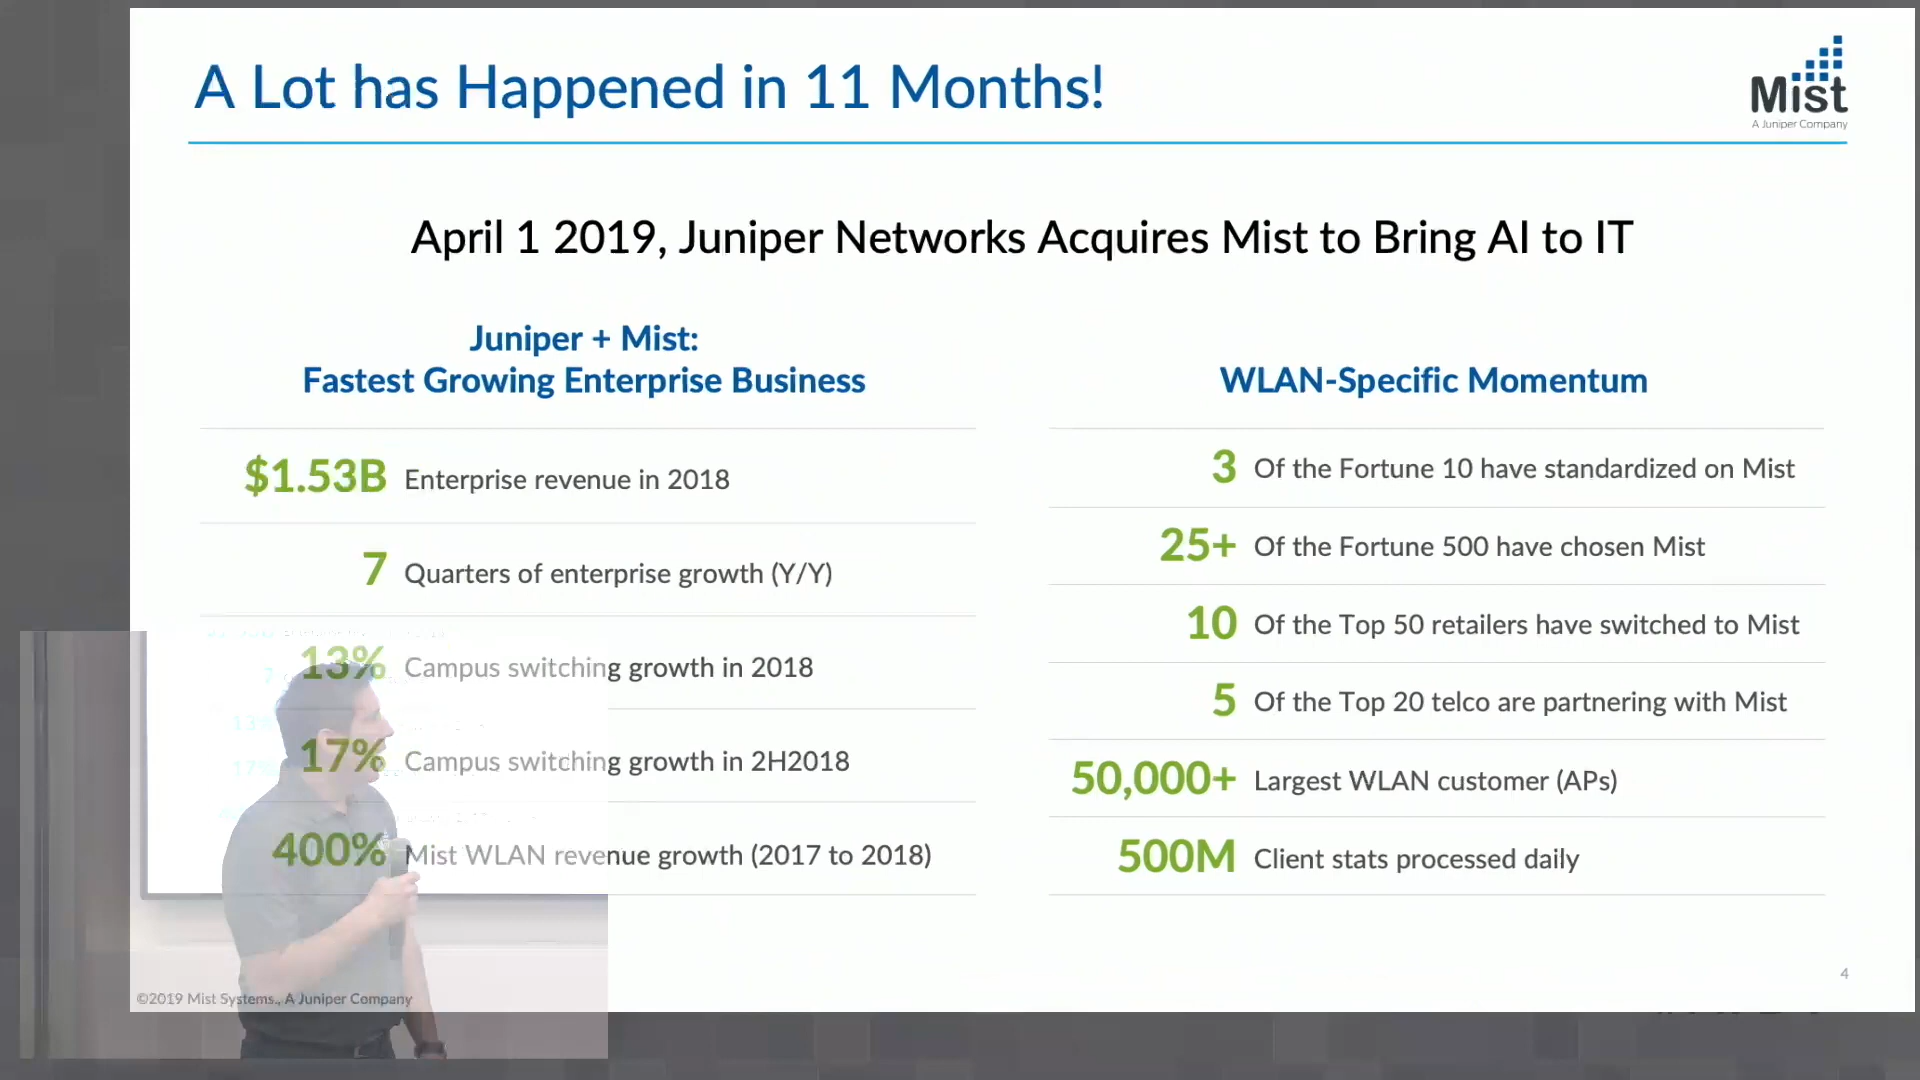 A Lot has Happened in 11 Months!
Mist
A Juniper Company
April 1 2019, Juniper Networks Acquires Mist to Bring AI to IT
Juniper + Mist:
Fastest Growing Enterprise Business
$1.53B Enterprise revenue in 2018
7 Quarters of enterprise growth (Y/Y)
13% Campus switching growth in 2018
17% Campus switching growth in 2H2018
400% Mist WLAN revenue growth (2017 to 2018)
WLAN-Specific Momentum
3 Of the Fortune 10 have standardized on Mist
25+ Of the Fortune 500 have chosen Mist
10 Of the Top 50 retailers have switched to Mist
5 Of the Top 20 telco are partnering with Mist
50,000+ Largest WLAN customer (APs)
500M Client stats processed daily
4
©2019 Mist Systems., A Juniper Company